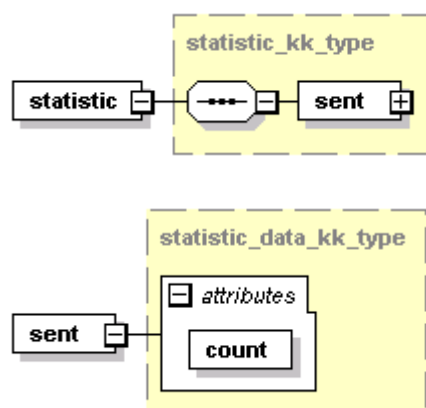 statistic_kk_type
statistic
sent
statistic_data_kk_type
attributes
sent
count